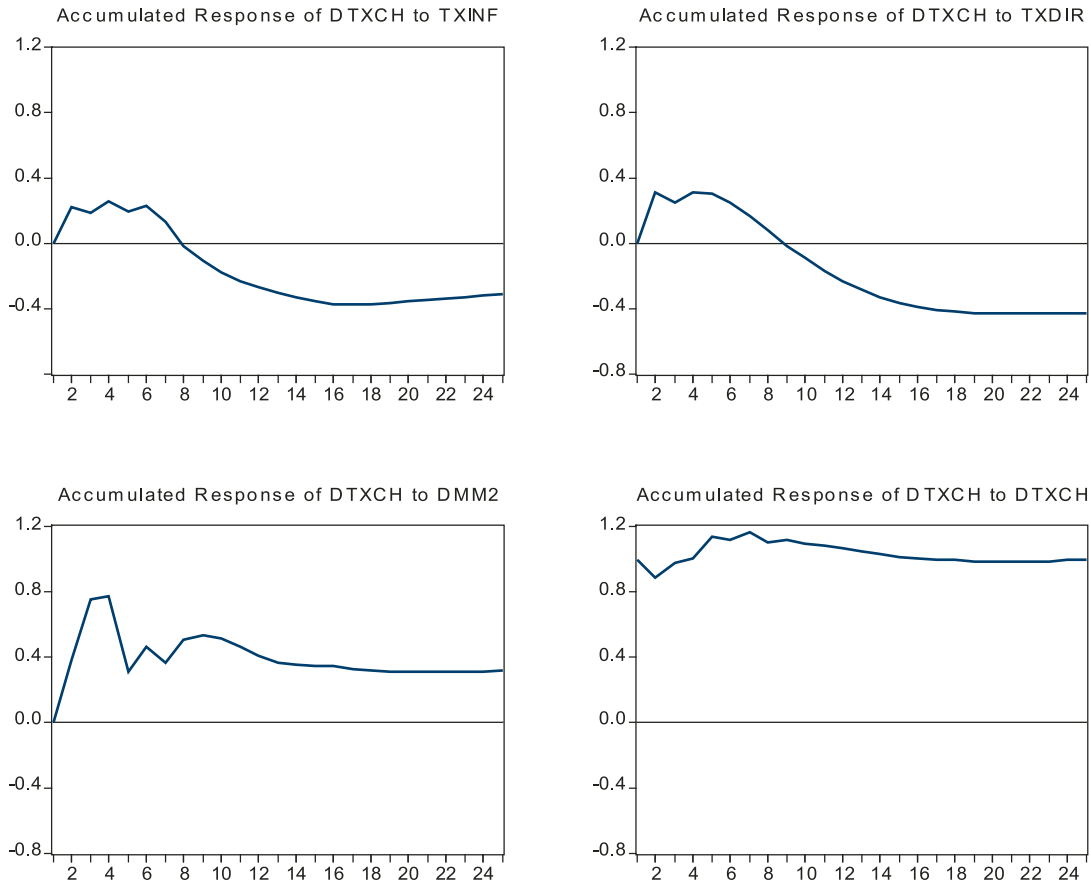 Accumulated Response of DTXCH to TXINF
1.2
0.8
0.4
0.0
-0.4
2 4 6 8 10 12 14 16 18 20 22 24
Accumulated Response of DTXCH to TXDIR
1.2
0.8
0.4
0.0
-0.4
-0.8
2 4 6 8 10 12 14 16 18 20 22 24
Accumulated Response of DTXCH to DMM2
1.2
0.8
0.4
0.0
-0.4
-0.8
2 4 6 8 10 12 14 16 18 20 22 24
Accumulated Response of DTXCH to DTXCH
1.2
0.8
0.4
0.0
-0.4
-0.8
2 4 6 8 10 12 14 16 18 20 22 24